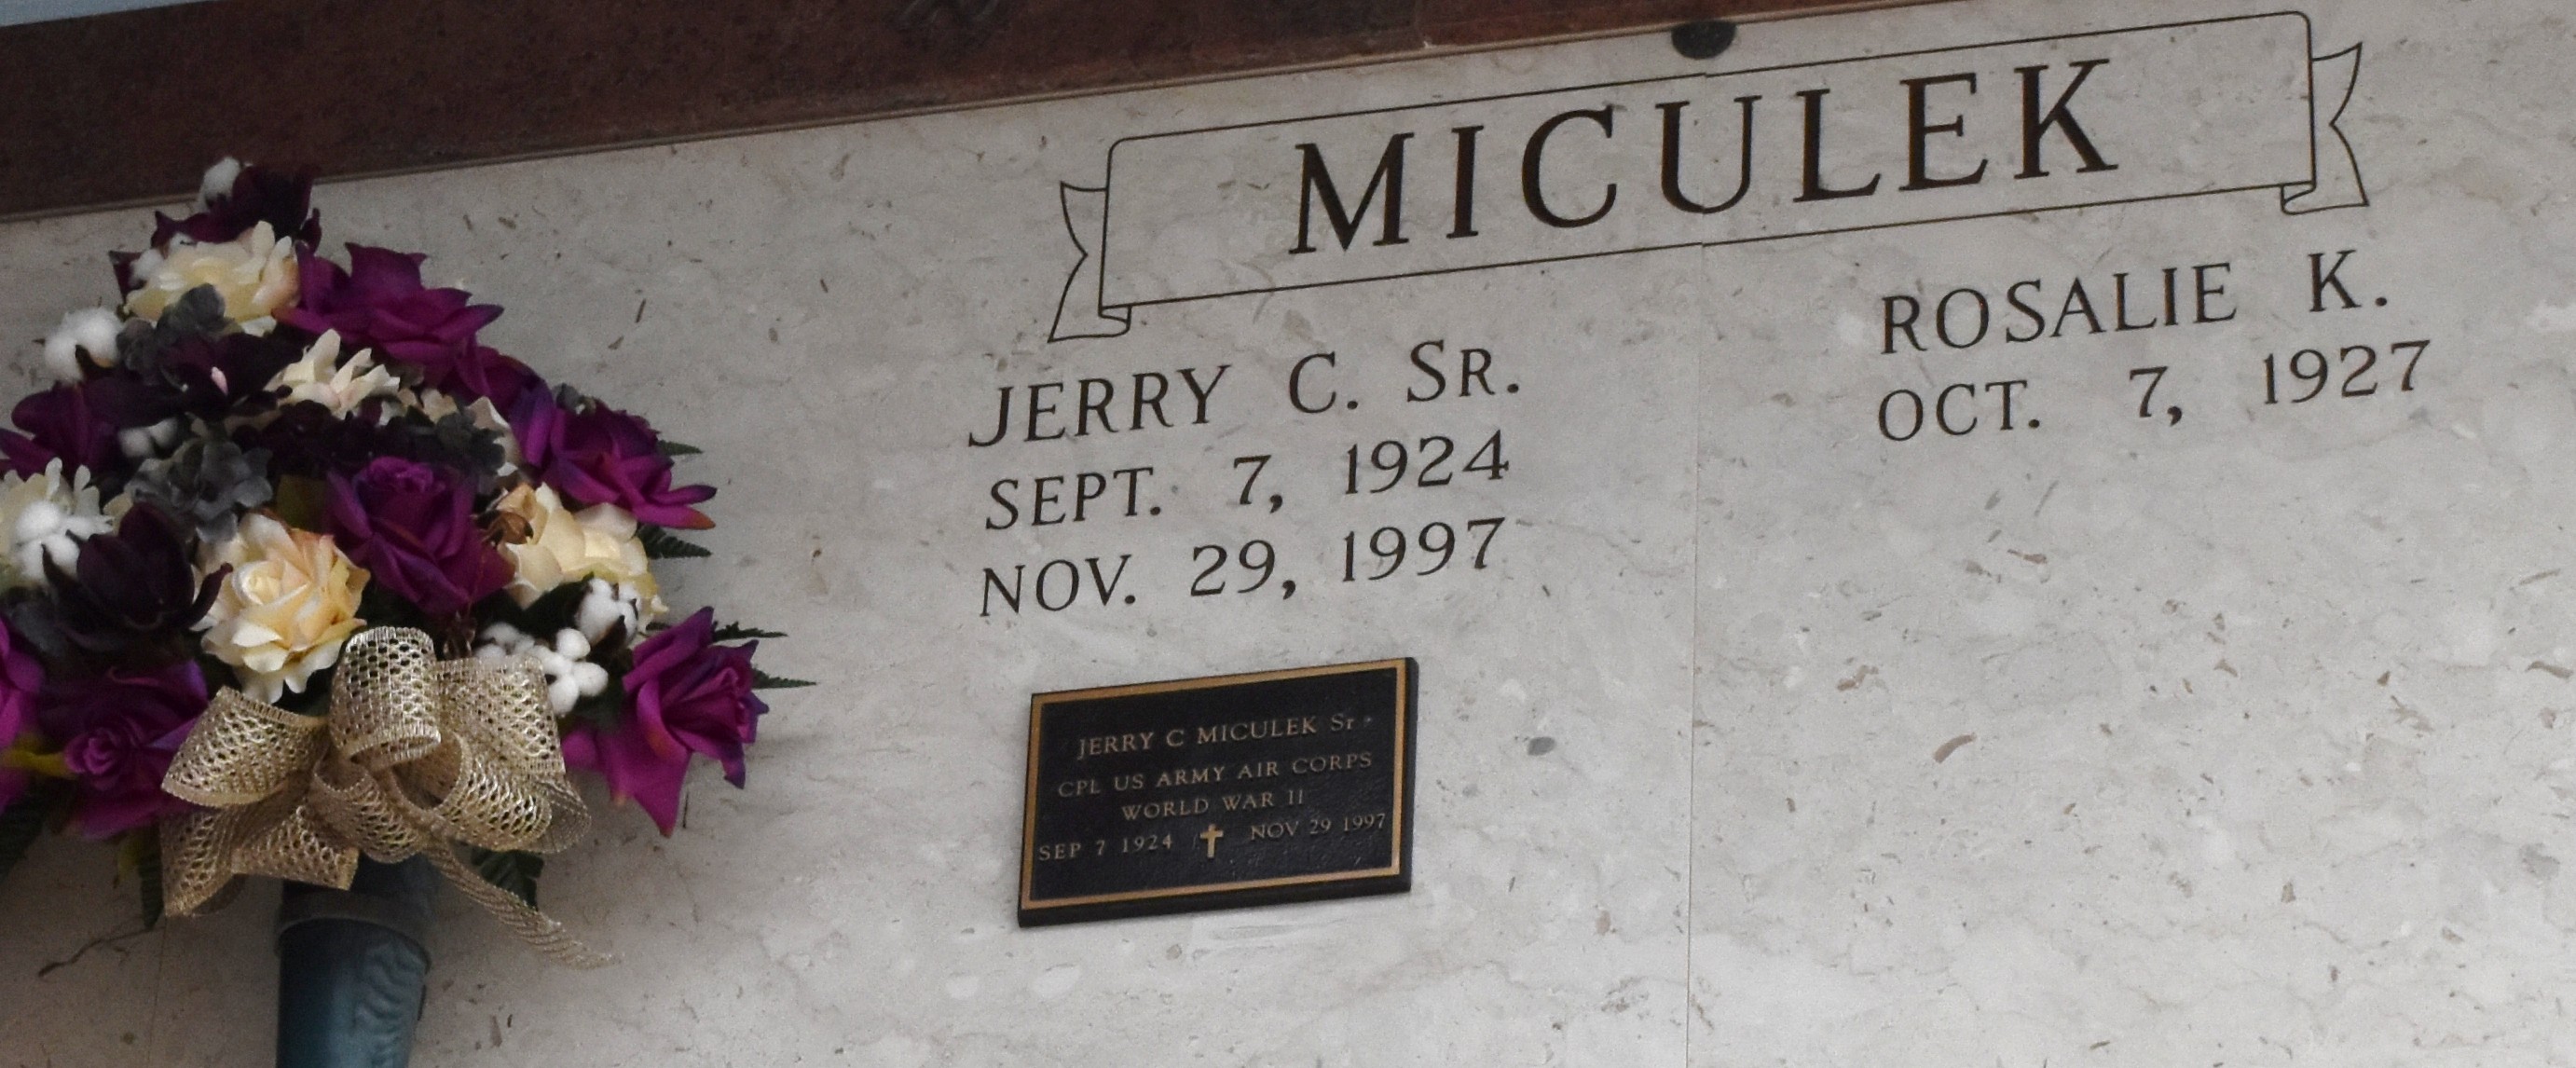 MICULEK
JERRY C. SR.
SEPT. 7, 1924
NOV. 29, 1997
ROSALIE K.
OCT. 7, 1927
JERRY C MICULEK Sr
CPL US ARMY AIR CORPS
WORLD WAR II
SEP 7 1924 ✝ NOV 29 1997